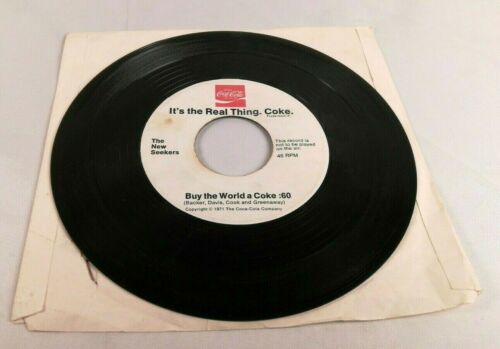 Coca-Cola
It's the Real Thing. Coke.
The
New
Seekers
This record is
not to be played
on the air.
45 RPM
Buy the World a Coke :60
(Backer, Davis, Cook and Greenaway)
Copyright © 1971 The Coca-Cola Company